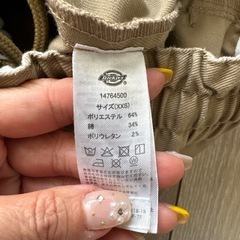 Dickies
14764500
サイズ(XXS)
ポリエステル 64%
綿 34%
ポリウレタン 2%